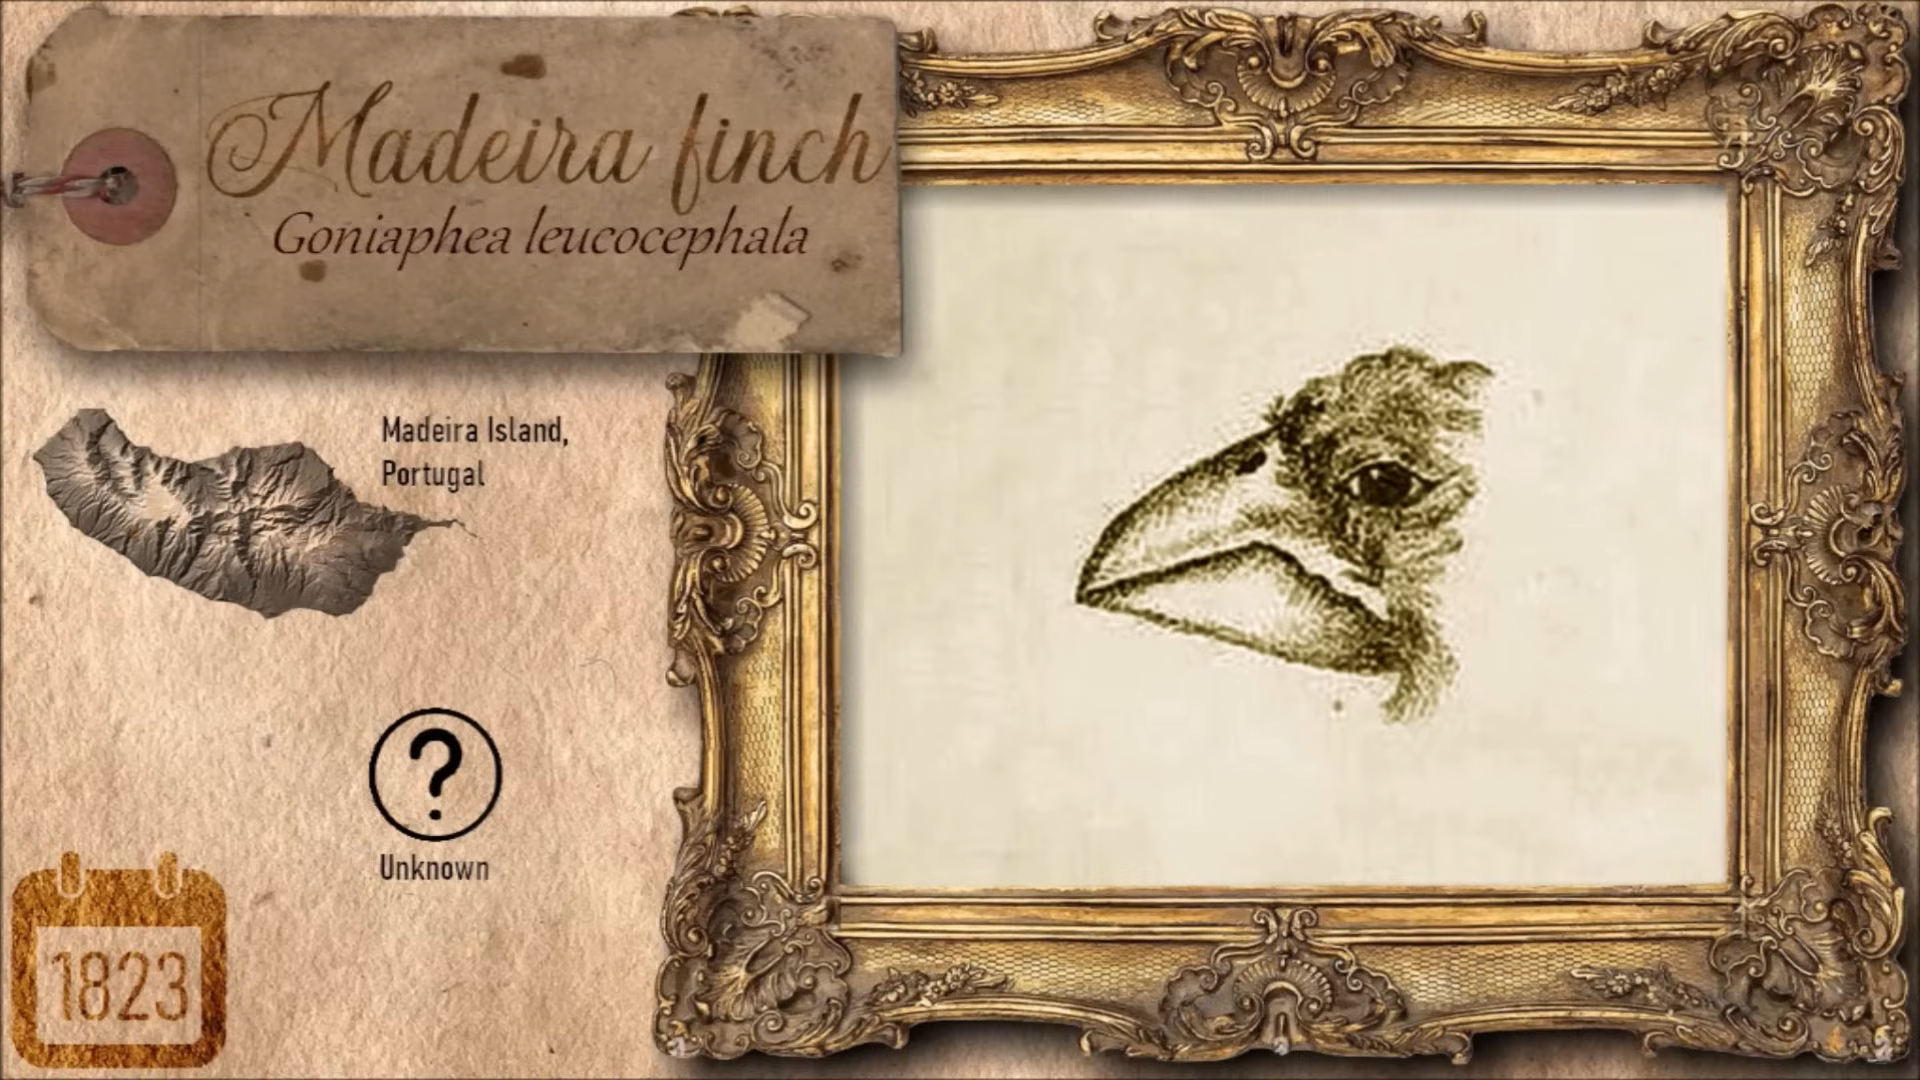 Madeira finch
Goniaphea leucocephala
Madeira Island,
Portugal
?
Unknown
1823